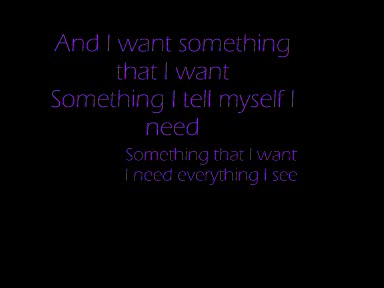 And I want something
that I want
Something I tell myself I
need
Something that I want
I need everything I see